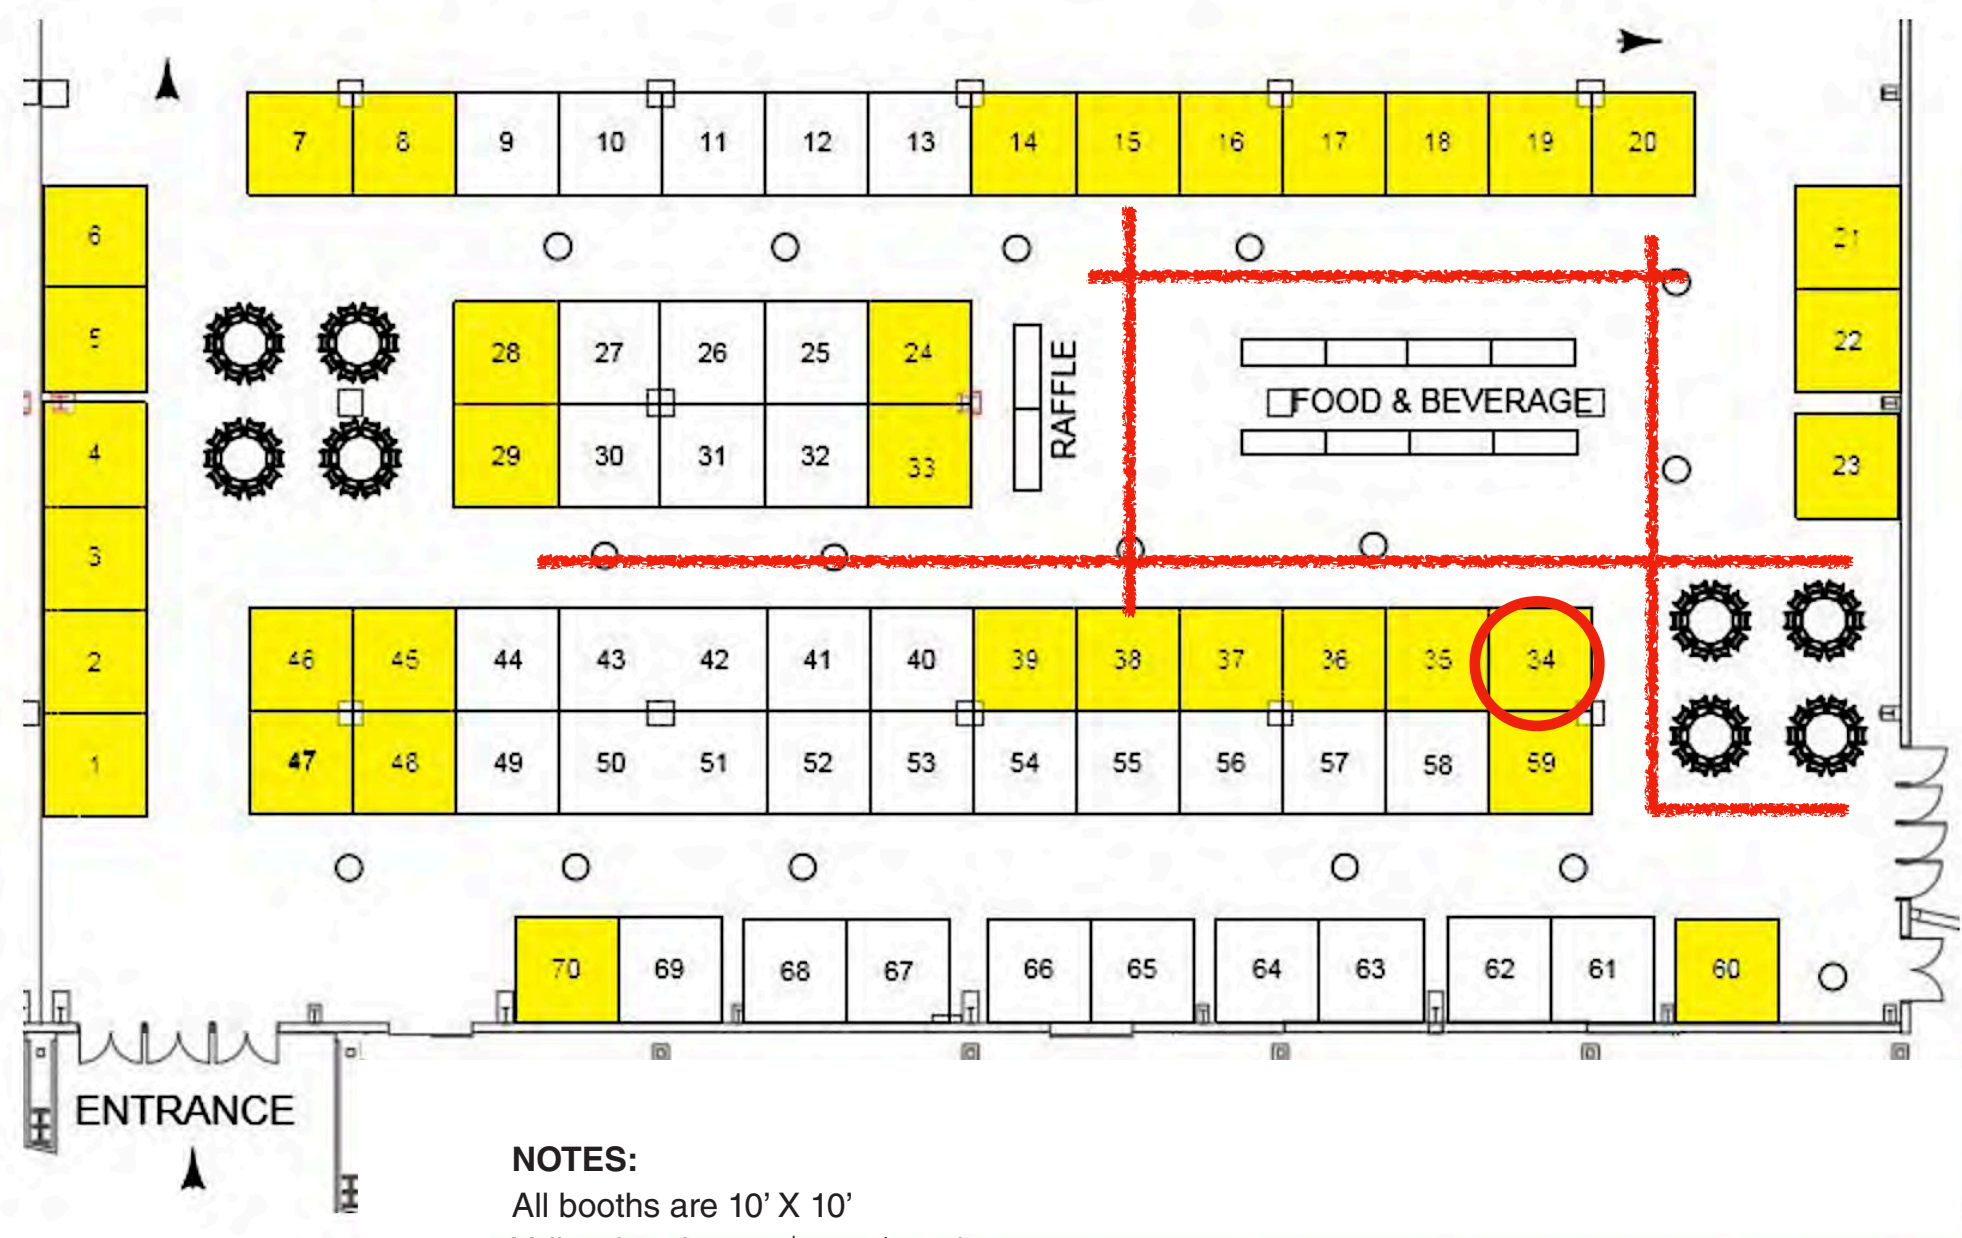 7 8 9 10 11 12 13 14 15 16 17 18 19 20
6 21
5 28 27 26 25 24 RAFFLE 22
FOOD & BEVERAGE
4 29 30 31 32 33 23
3
2 46 45 44 43 42 41 40 39 38 37 36 35 34
1 47 48 49 50 51 52 53 54 55 56 57 58 59
70 69 68 67 66 65 64 63 62 61 60
ENTRANCE
NOTES:
All booths are 10’ X 10’